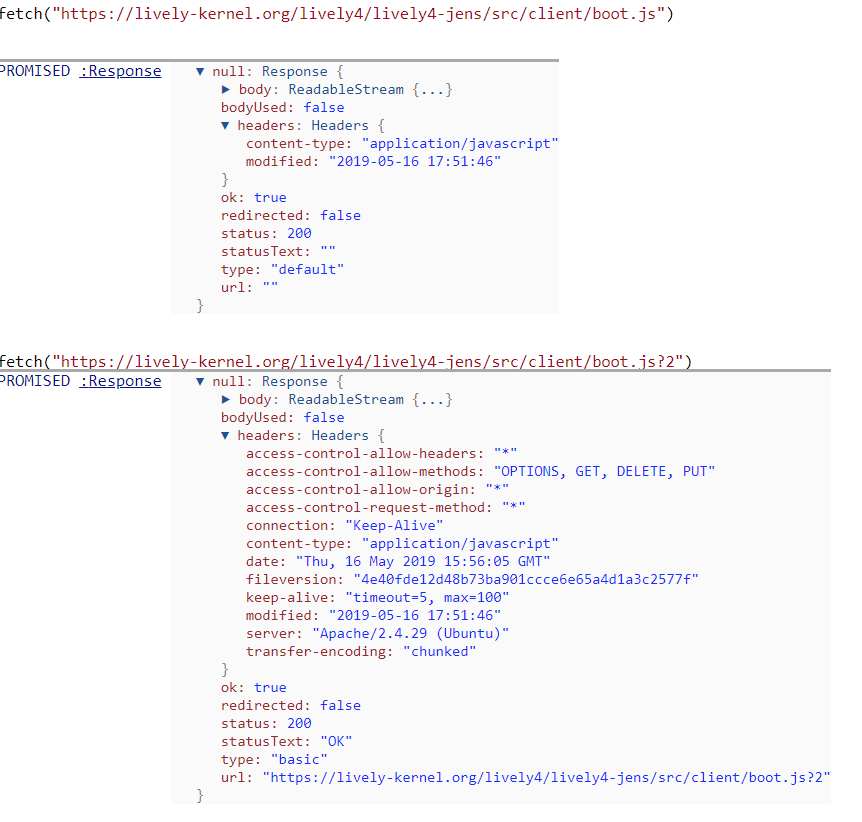 fetch("https://lively-kernel.org/lively4/lively4-jens/src/client/boot.js")
PROMISED :Response ▼ null: Response {
▶ body: ReadableStream {...}
bodyUsed: false
▼ headers: Headers {
content-type: "application/javascript"
modified: "2019-05-16 17:51:46"
}
ok: true
redirected: false
status: 200
statusText: ""
type: "default"
url: ""
}
fetch("https://lively-kernel.org/lively4/lively4-jens/src/client/boot.js?2")
PROMISED :Response ▼ null: Response {
▶ body: ReadableStream {...}
bodyUsed: false
▼ headers: Headers {
access-control-allow-headers: "*"
access-control-allow-methods: "OPTIONS, GET, DELETE, PUT"
access-control-allow-origin: "*"
access-control-request-method: "*"
connection: "Keep-Alive"
content-type: "application/javascript"
date: "Thu, 16 May 2019 15:56:05 GMT"
fileversion: "4e40fde12d48b73ba901ccce6e65a4d1a3c2577f"
keep-alive: "timeout=5, max=100"
modified: "2019-05-16 17:51:46"
server: "Apache/2.4.29 (Ubuntu)"
transfer-encoding: "chunked"
}
ok: true
redirected: false
status: 200
statusText: "OK"
type: "basic"
url: "https://lively-kernel.org/lively4/lively4-jens/src/client/boot.js?2"
}